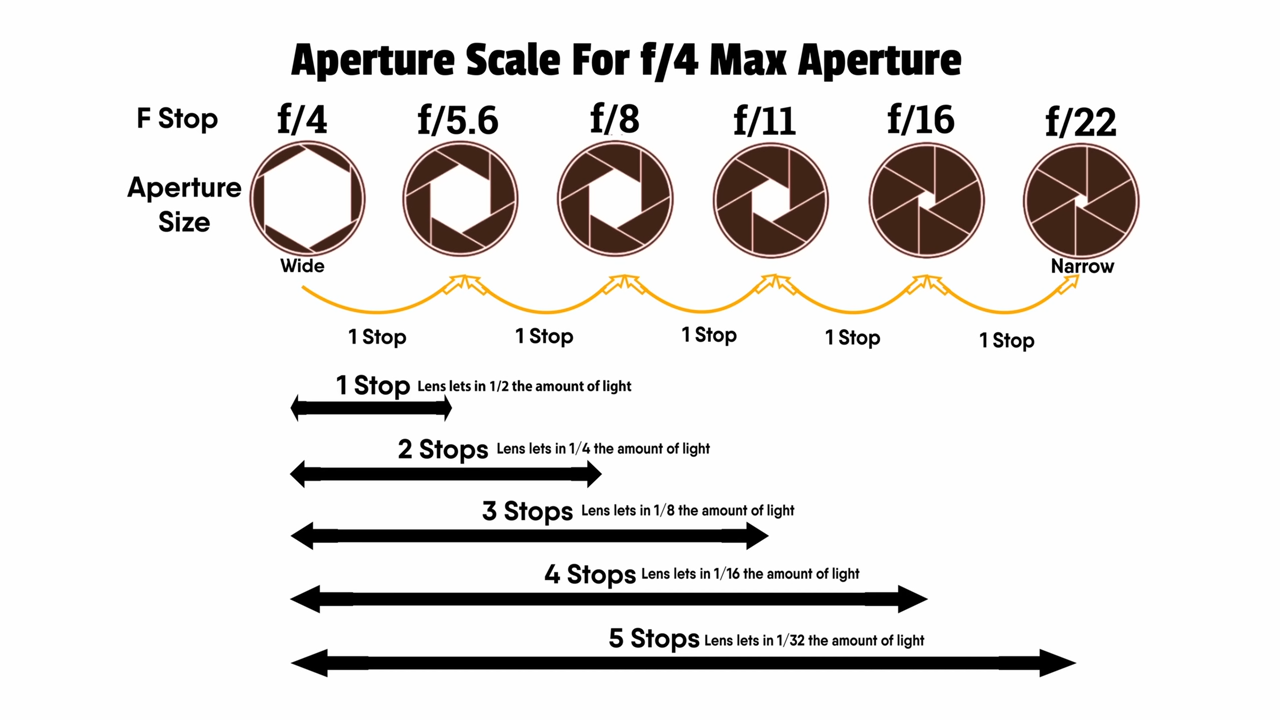 Aperture Scale For f/4 Max Aperture
F Stop f/4 f/5.6 f/8 f/11 f/16 f/22
Aperture
Size
Wide Narrow
1 Stop 1 Stop 1 Stop 1 Stop 1 Stop
1 Stop Lens lets in 1/2 the amount of light
2 Stops Lens lets in 1/4 the amount of light
3 Stops Lens lets in 1/8 the amount of light
4 Stops Lens lets in 1/16 the amount of light
5 Stops Lens lets in 1/32 the amount of light